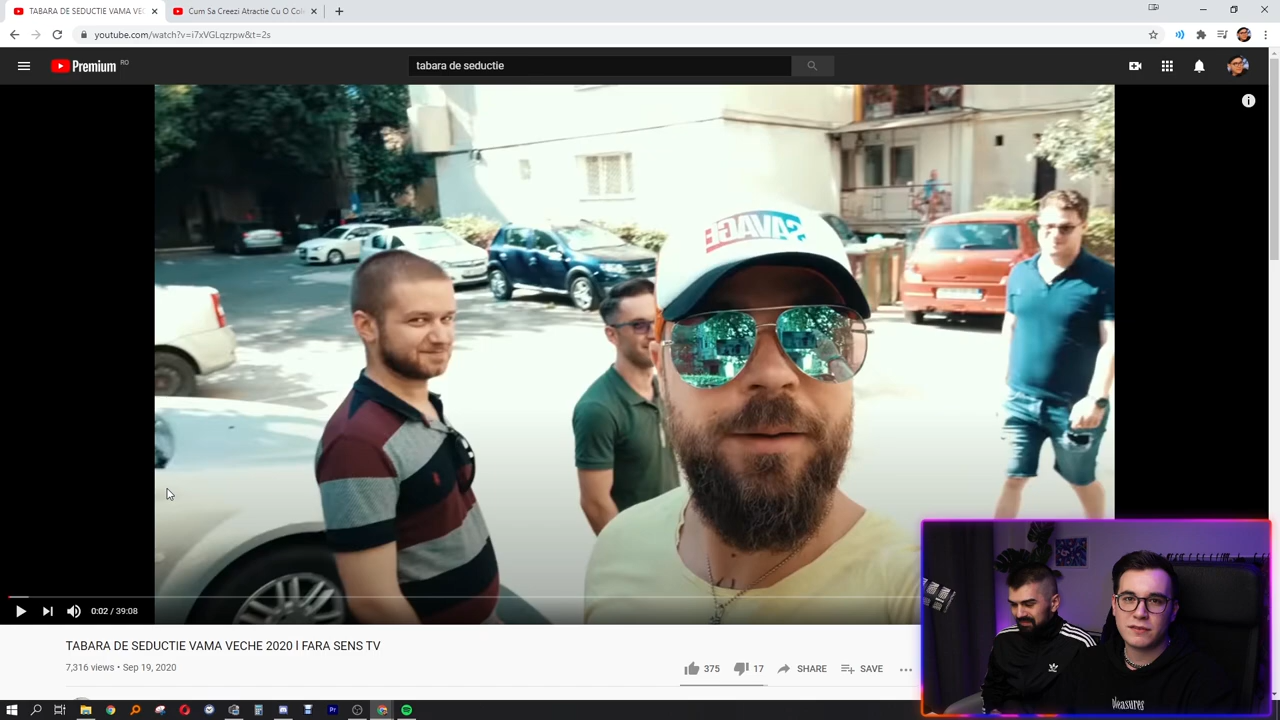 TABARA DE SEDUCTIE VAMA VEC
Cum Sa Creezi Atractie Cu O Col
youtube.com/watch?v=i7xVGLqzrpw&t=2s
Premium RO
tabara de seductie
SAVAGE
0:02 / 39:08
TABARA DE SEDUCTIE VAMA VECHE 2020 l FARA SENS TV
7,316 views • Sep 19, 2020
375
17
SHARE
SAVE
Pr